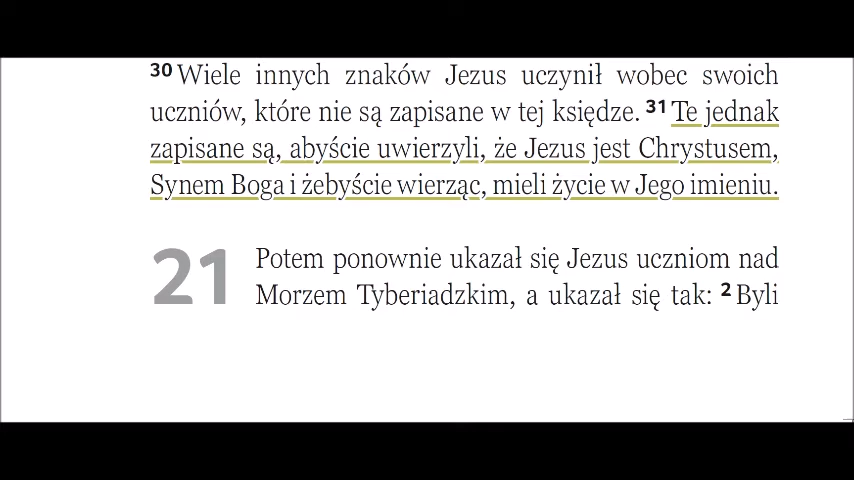 30 Wiele innych znaków Jezus uczynił wobec swoich
uczniów, które nie są zapisane w tej księdze. 31 Te jednak
zapisane są, abyście uwierzyli, że Jezus jest Chrystusem,
Synem Boga i żebyście wierząc, mieli życie w Jego imieniu.
21 Potem ponownie ukazał się Jezus uczniom nad
Morzem Tyberiadzkim, a ukazał się tak: 2 Byli